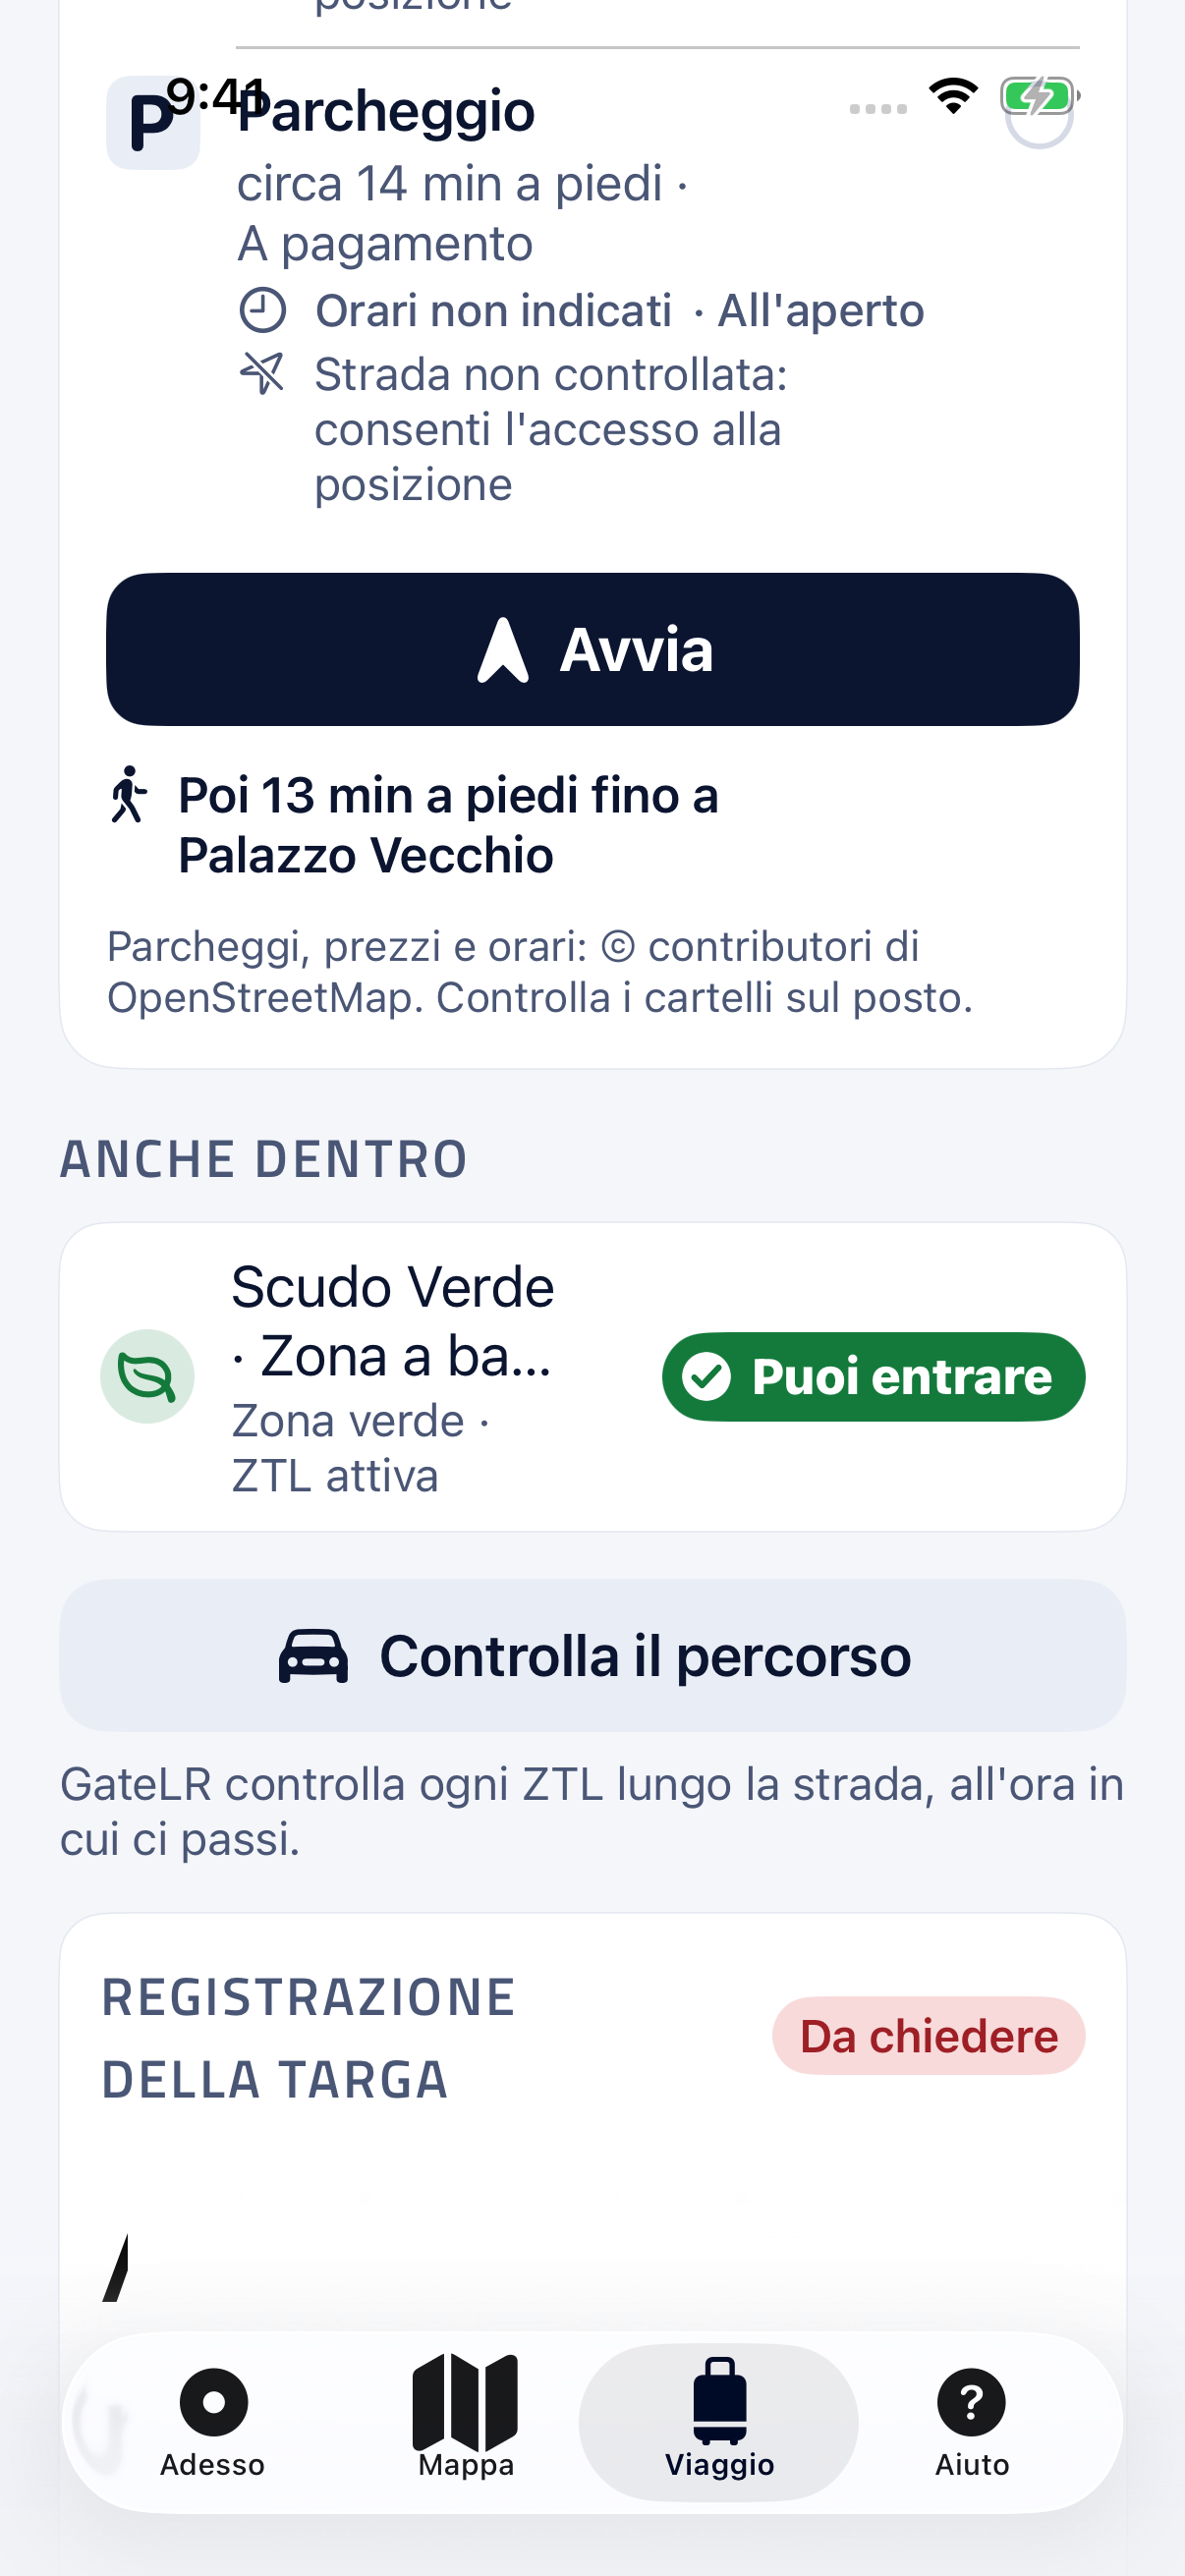 posizione
9:41
P
Parcheggio
circa 14 min a piedi ·
A pagamento
Orari non indicati · All'aperto
Strada non controllata:
consenti l'accesso alla
posizione
Avvia
Poi 13 min a piedi fino a
Palazzo Vecchio
Parcheggi, prezzi e orari: © contributori di
OpenStreetMap. Controlla i cartelli sul posto.
ANCHE DENTRO
Scudo Verde
· Zona a ba...
Zona verde ·
ZTL attiva
Puoi entrare
Controlla il percorso
GateLR controlla ogni ZTL lungo la strada, all'ora in
cui ci passi.
REGISTRAZIONE
DELLA TARGA
Da chiedere
Adesso
Mappa
Viaggio
?
Aiuto